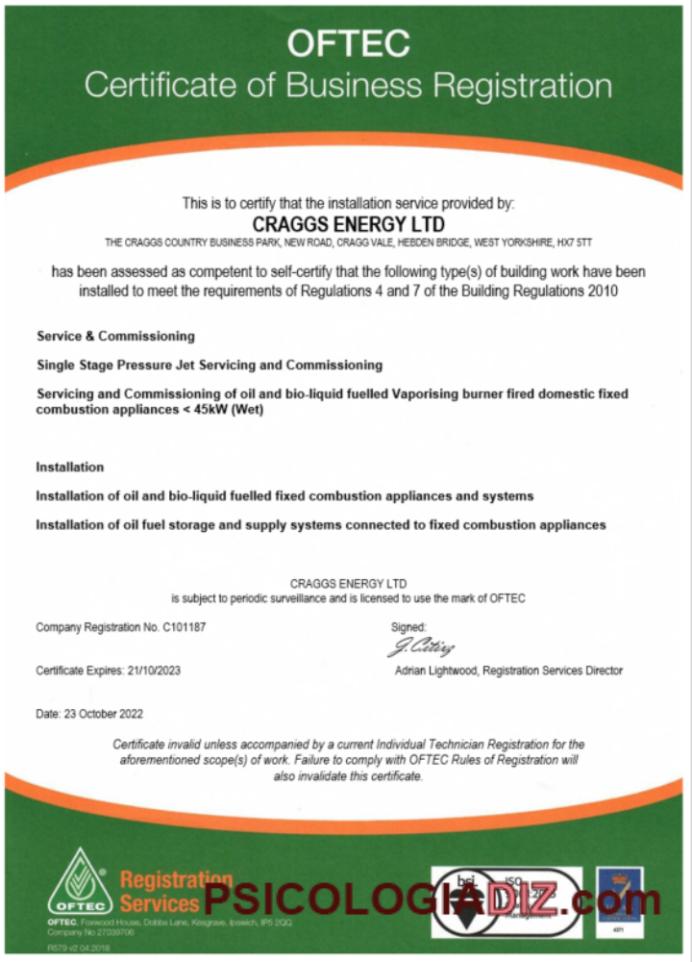 OFTEC
Certificate of Business Registration
This is to certify that the installation service provided by:
CRAGGS ENERGY LTD
THE CRAGGS COUNTRY BUSINESS PARK, NEW ROAD, CRAGG VALE, HEBDEN BRIDGE, WEST YORKSHIRE, HX7 5TT
has been assessed as competent to self-certify that the following type(s) of building work have been
installed to meet the requirements of Regulations 4 and 7 of the Building Regulations 2010
Service & Commissioning
Single Stage Pressure Jet Servicing and Commissioning
Servicing and Commissioning of oil and bio-liquid fuelled Vaporising burner fired domestic fixed
combustion appliances < 45kW (Wet)
Installation
Installation of oil and bio-liquid fuelled fixed combustion appliances and systems
Installation of oil fuel storage and supply systems connected to fixed combustion appliances
CRAGGS ENERGY LTD
is subject to periodic surveillance and is licensed to use the mark of OFTEC
Company Registration No. C101187
Signed:
Certificate Expires: 21/10/2023
Adrian Lightwood, Registration Services Director
Date: 23 October 2022
Certificate invalid unless accompanied by a current Individual Technician Registration for the
aforementioned scope(s) of work. Failure to comply with OFTEC Rules of Registration will
also invalidate this certificate.
OFTEC
Registration
Services
bsi.
ISO
PSICOLOGIADIZ.com
OFTEC, Foxwood House, Dobbs Lane, Kesgrave, Ipswich, IP5 2QQ
Company No 27039706
R579 v2 04.2018